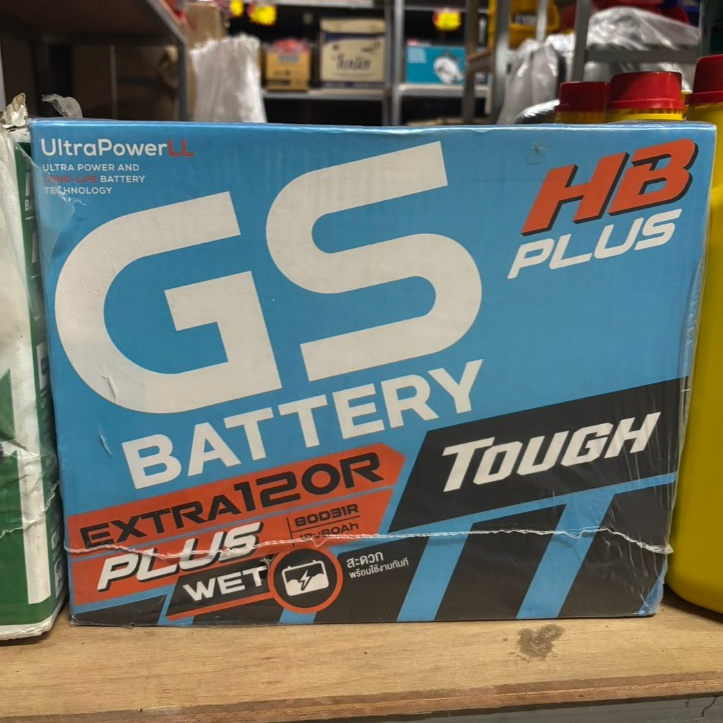 UltraPowerLL
ULTRA POWER AND
LONG-LIFE BATTERY
TECHNOLOGY
HB
PLUS
GS
BATTERY
TOUGH
EXTRA120R
PLUS
80D31R
WET
สะดวก
พร้อมใช้งานทันที